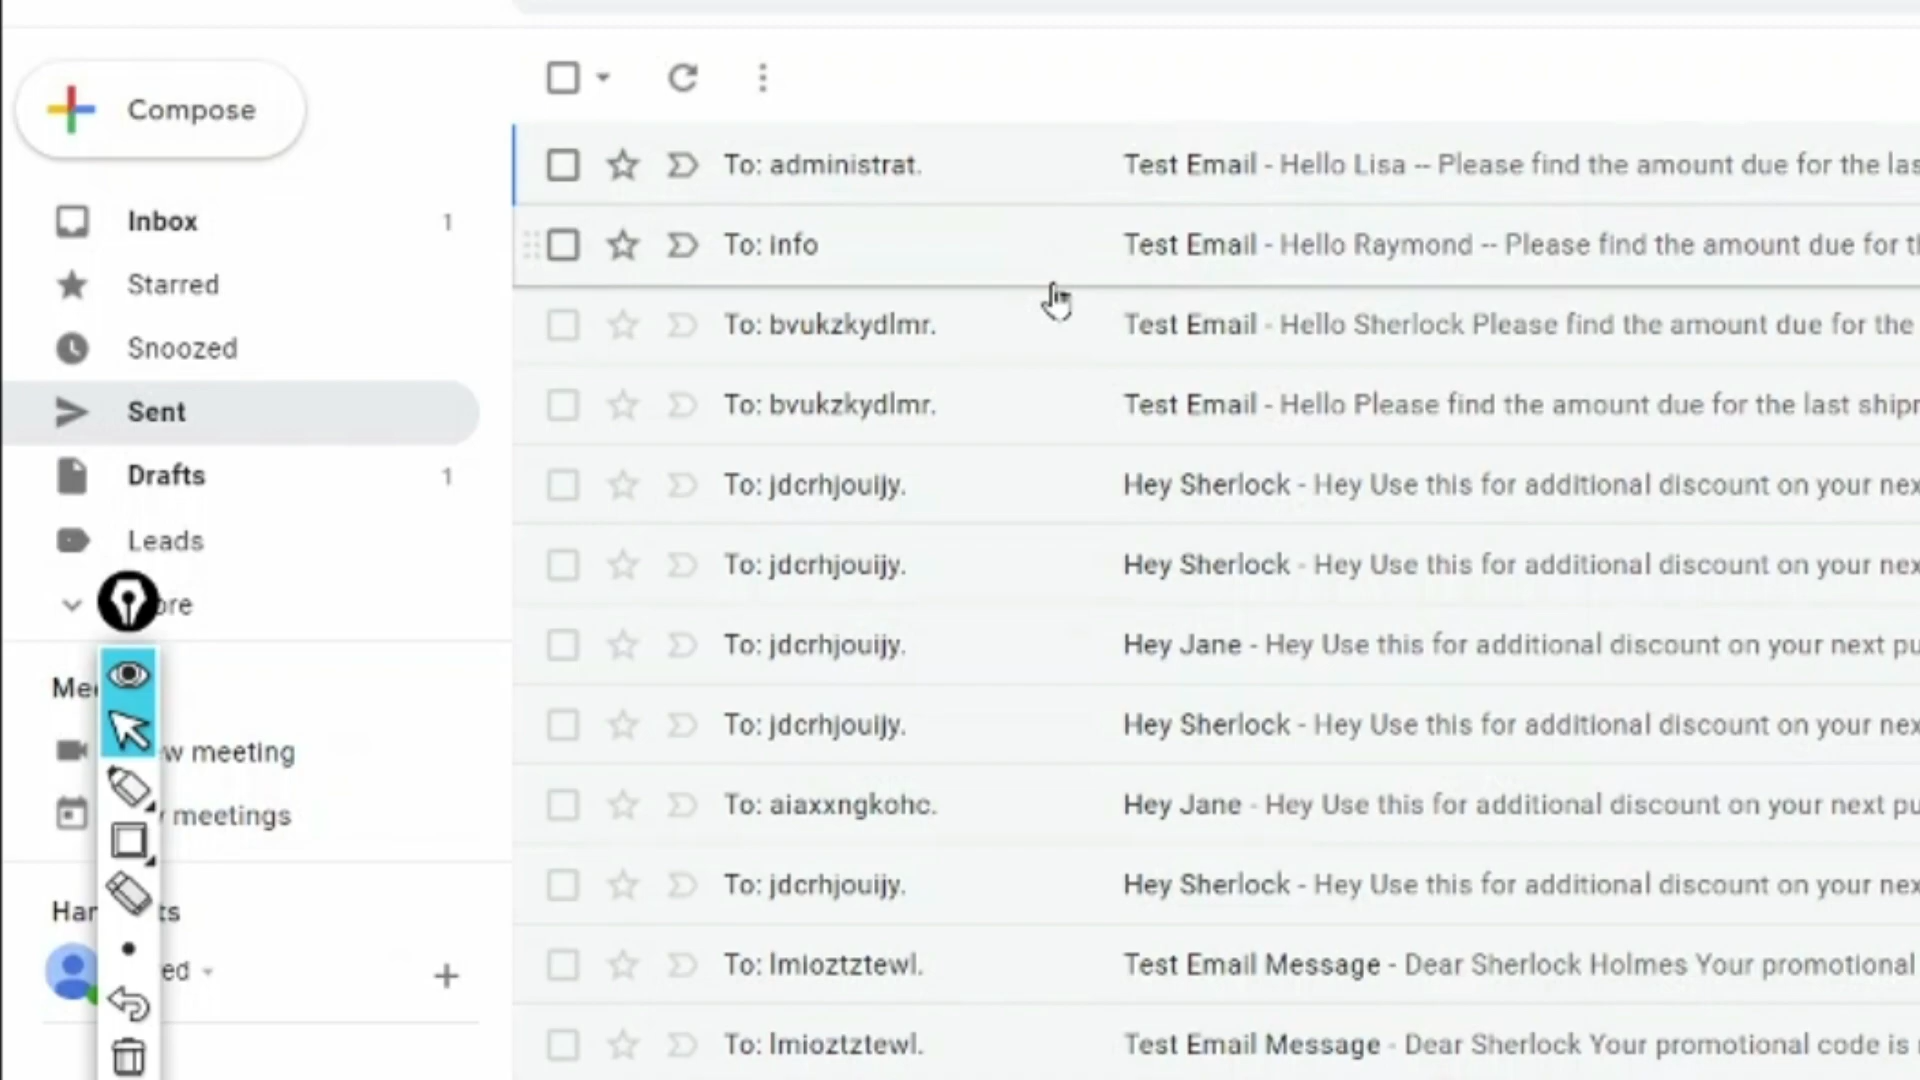 Compose
Inbox 1
Starred
Snoozed
Sent
Drafts 1
Leads
ore
Me
w meeting
meetings
Han ts
ed
To: administrat. Test Email - Hello Lisa -- Please find the amount due for the las
To: info Test Email - Hello Raymond -- Please find the amount due for t
To: bvukzkydlmr. Test Email - Hello Sherlock Please find the amount due for the
To: bvukzkydlmr. Test Email - Hello Please find the amount due for the last shipr
To: jdcrhjouijy. Hey Sherlock - Hey Use this for additional discount on your nex
To: jdcrhjouijy. Hey Sherlock - Hey Use this for additional discount on your nex
To: jdcrhjouijy. Hey Jane - Hey Use this for additional discount on your next pu
To: jdcrhjouijy. Hey Sherlock - Hey Use this for additional discount on your nex
To: aiaxxngkohc. Hey Jane - Hey Use this for additional discount on your next pu
To: jdcrhjouijy. Hey Sherlock - Hey Use this for additional discount on your nex
To: lmioztztewl. Test Email Message - Dear Sherlock Holmes Your promotional
To: lmioztztewl. Test Email Message - Dear Sherlock Your promotional code is